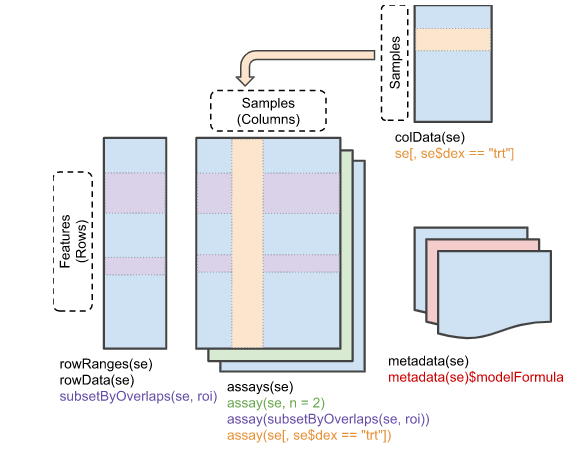 Samples
colData(se)
se[, se$dex == "trt"]
Samples
(Columns)
Features
(Rows)
rowRanges(se)
rowData(se)
subsetByOverlaps(se, roi)
assays(se)
assay(se, n = 2)
assay(subsetByOverlaps(se, roi))
assay(se[, se$dex == "trt"])
metadata(se)
metadata(se)$modelFormula